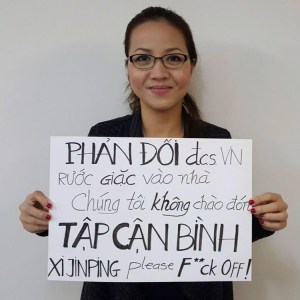 PHẢN ĐỐI đcs VN
RƯỚC GIẶC VÀO NHÀ
Chúng tôi không chào đón
TẬP CẬN BÌNH
XI JINPING please F**ck OFF!